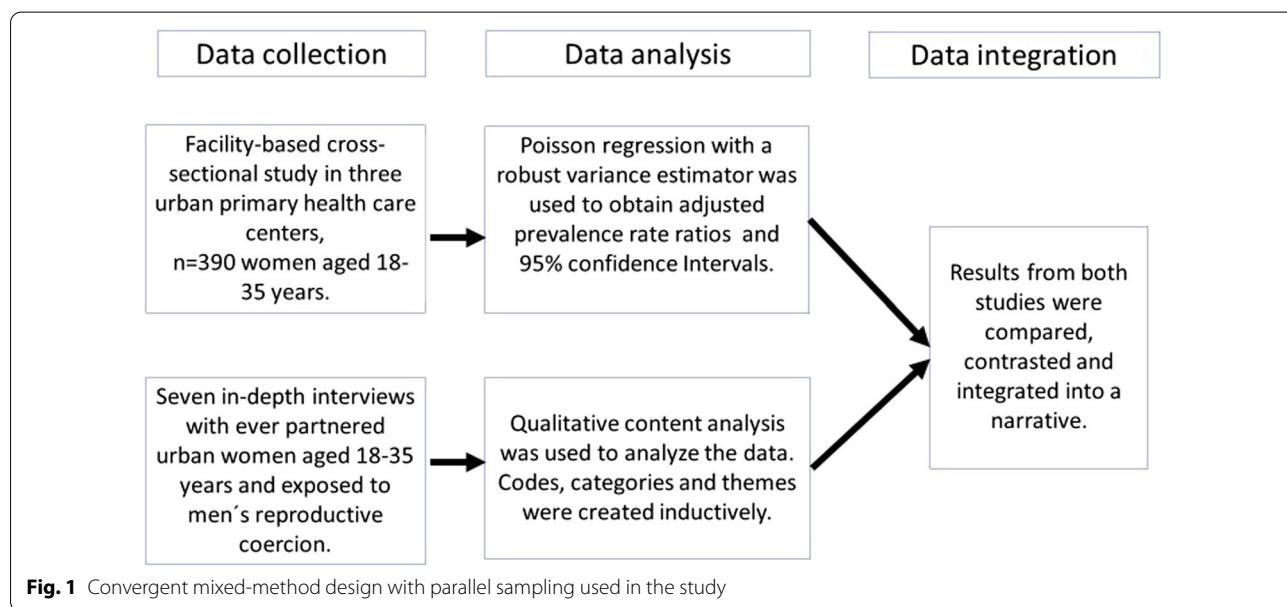 Data collection
Data analysis
Data integration
Facility-based cross-
sectional study in three
urban primary health care
centers,
n=390 women aged 18-
35 years.
Poisson regression with a
robust variance estimator was
used to obtain adjusted
prevalence rate ratios and
95% confidence Intervals.
Seven in-depth interviews
with ever partnered
urban women aged 18-35
years and exposed to
men´s reproductive
coercion.
Qualitative content analysis
was used to analyze the data.
Codes, categories and themes
were created inductively.
Results from both
studies were
compared,
contrasted and
integrated into a
narrative.
Fig. 1 Convergent mixed-method design with parallel sampling used in the study